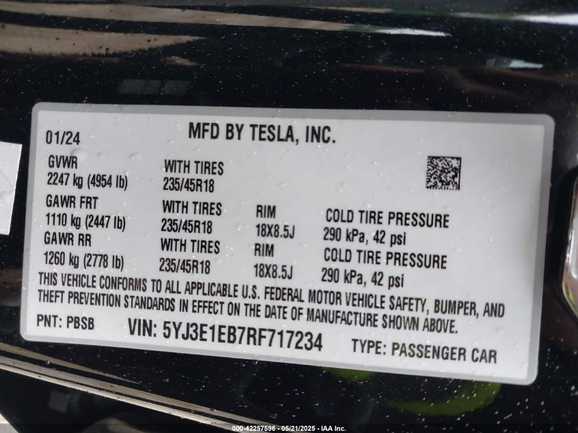 01/24 MFD BY TESLA, INC.
GVWR WITH TIRES
2247 kg (4954 lb) 235/45R18
GAWR FRT WITH TIRES RIM COLD TIRE PRESSURE
1110 kg (2447 lb) 235/45R18 18X8.5J 290 kPa, 42 psi
GAWR RR WITH TIRES RIM COLD TIRE PRESSURE
1260 kg (2778 lb) 235/45R18 18X8.5J 290 kPa, 42 psi
THIS VEHICLE CONFORMS TO ALL APPLICABLE U.S. FEDERAL MOTOR VEHICLE SAFETY, BUMPER, AND
THEFT PREVENTION STANDARDS IN EFFECT ON THE DATE OF MANUFACTURE SHOWN ABOVE.
PNT: PBSB VIN: 5YJ3E1EB7RF717234 TYPE: PASSENGER CAR
000-42257596 - 05/21/2025 - IAA Inc.